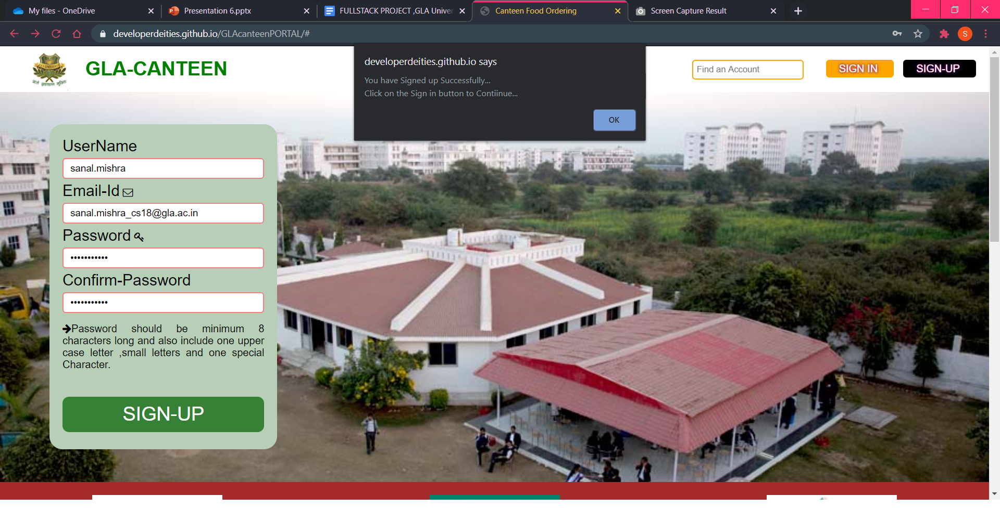 My files - OneDrive
Presentation 6.pptx
FULLSTACK PROJECT ,GLA Univer
Canteen Food Ordering
Screen Capture Result
developerdeities.github.io/GLAcanteenPORTAL/#
S
GLA-CANTEEN
Find an Account
SIGN IN
SIGN-UP
developerdeities.github.io says
You have Signed up Successfully...
Click on the Sign in button to Contiinue...
OK
UserName
sanal.mishra
Email-Id
sanal.mishra_cs18@gla.ac.in
Password
•••••••••••
Confirm-Password
•••••••••••
➔Password should be minimum 8
characters long and also include one upper
case letter ,small letters and one special
Character.
SIGN-UP